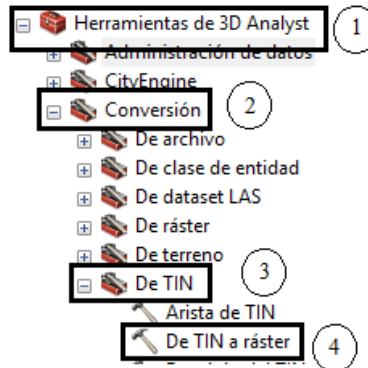 Herramientas de 3D Analyst
1
Administración de datos
CityEngine
Conversión
2
De archivo
De clase de entidad
De dataset LAS
De ráster
De terreno
De TIN
3
Arista de TIN
De TIN a ráster
4